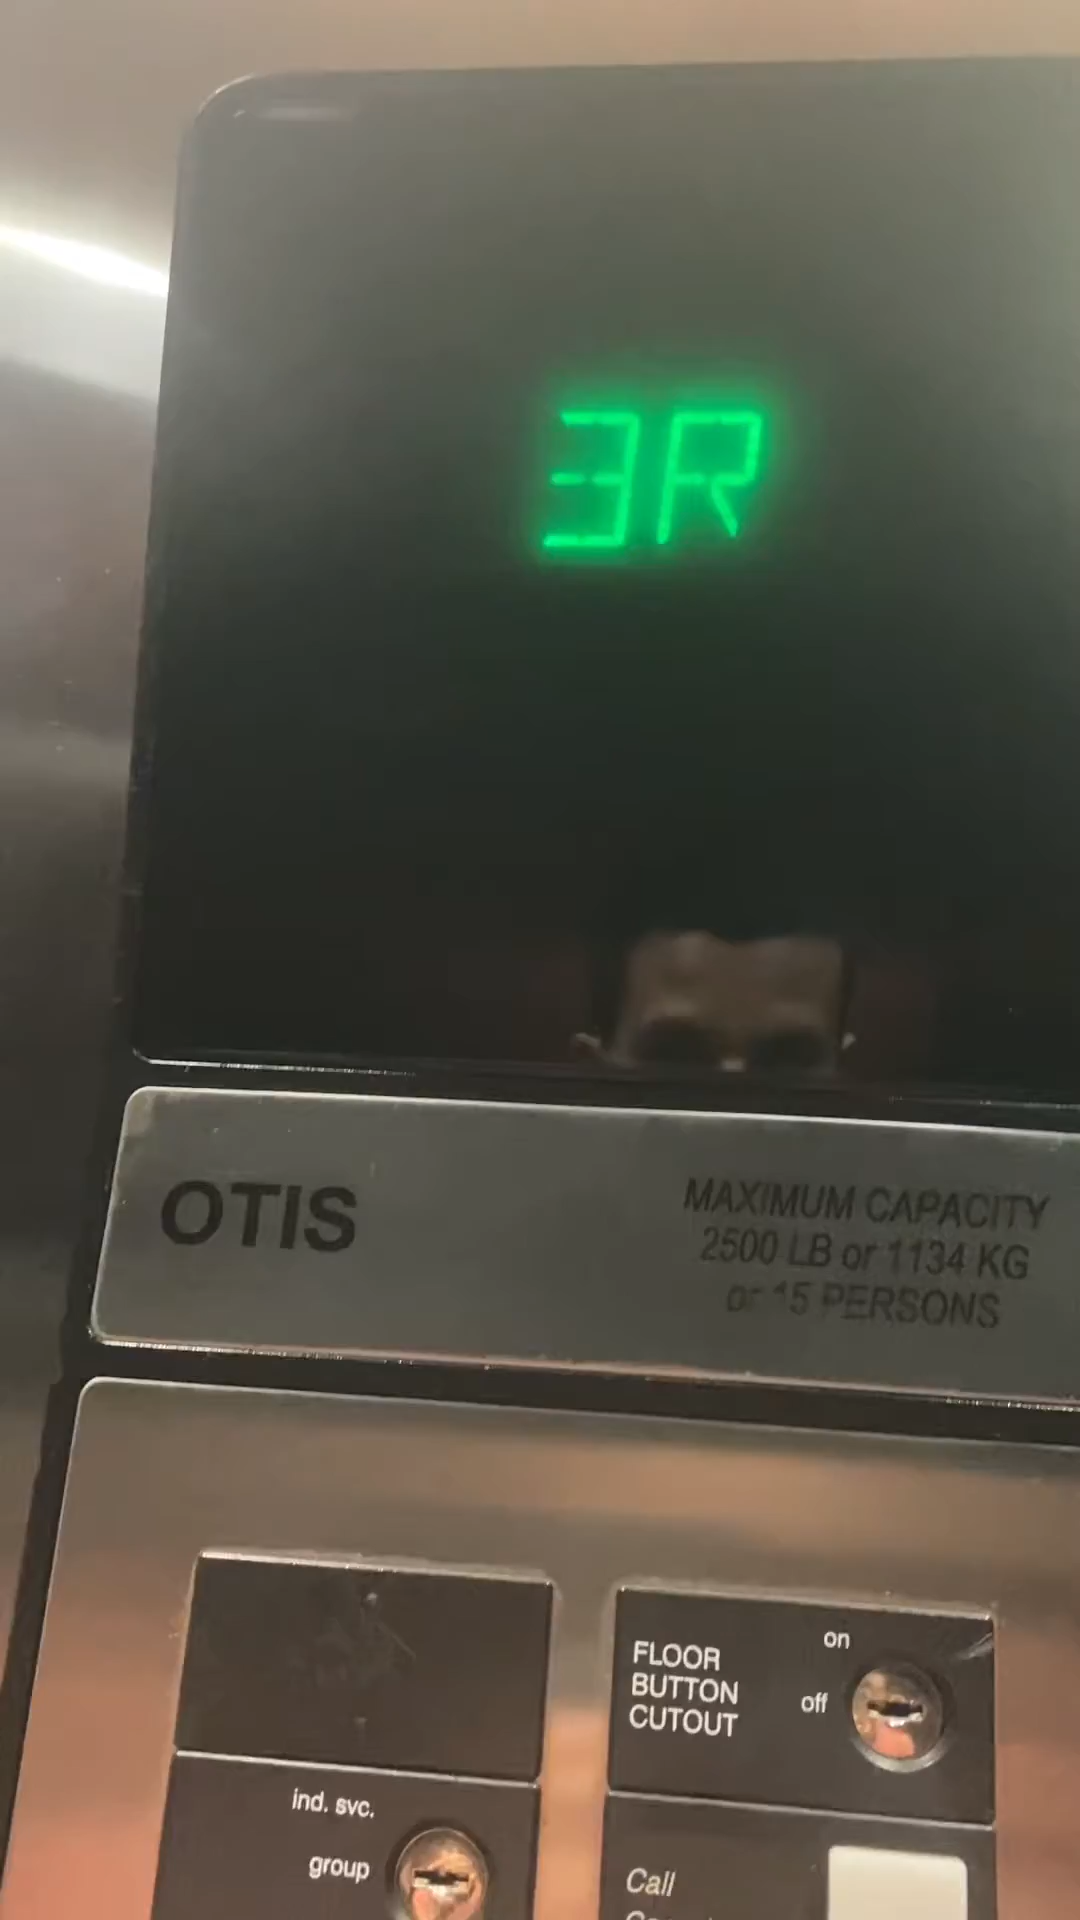 3R
OTIS
MAXIMUM CAPACITY
2500 LB or 1134 KG
or 15 PERSONS
on
FLOOR
BUTTON
CUTOUT
off
ind. svc.
group
Call